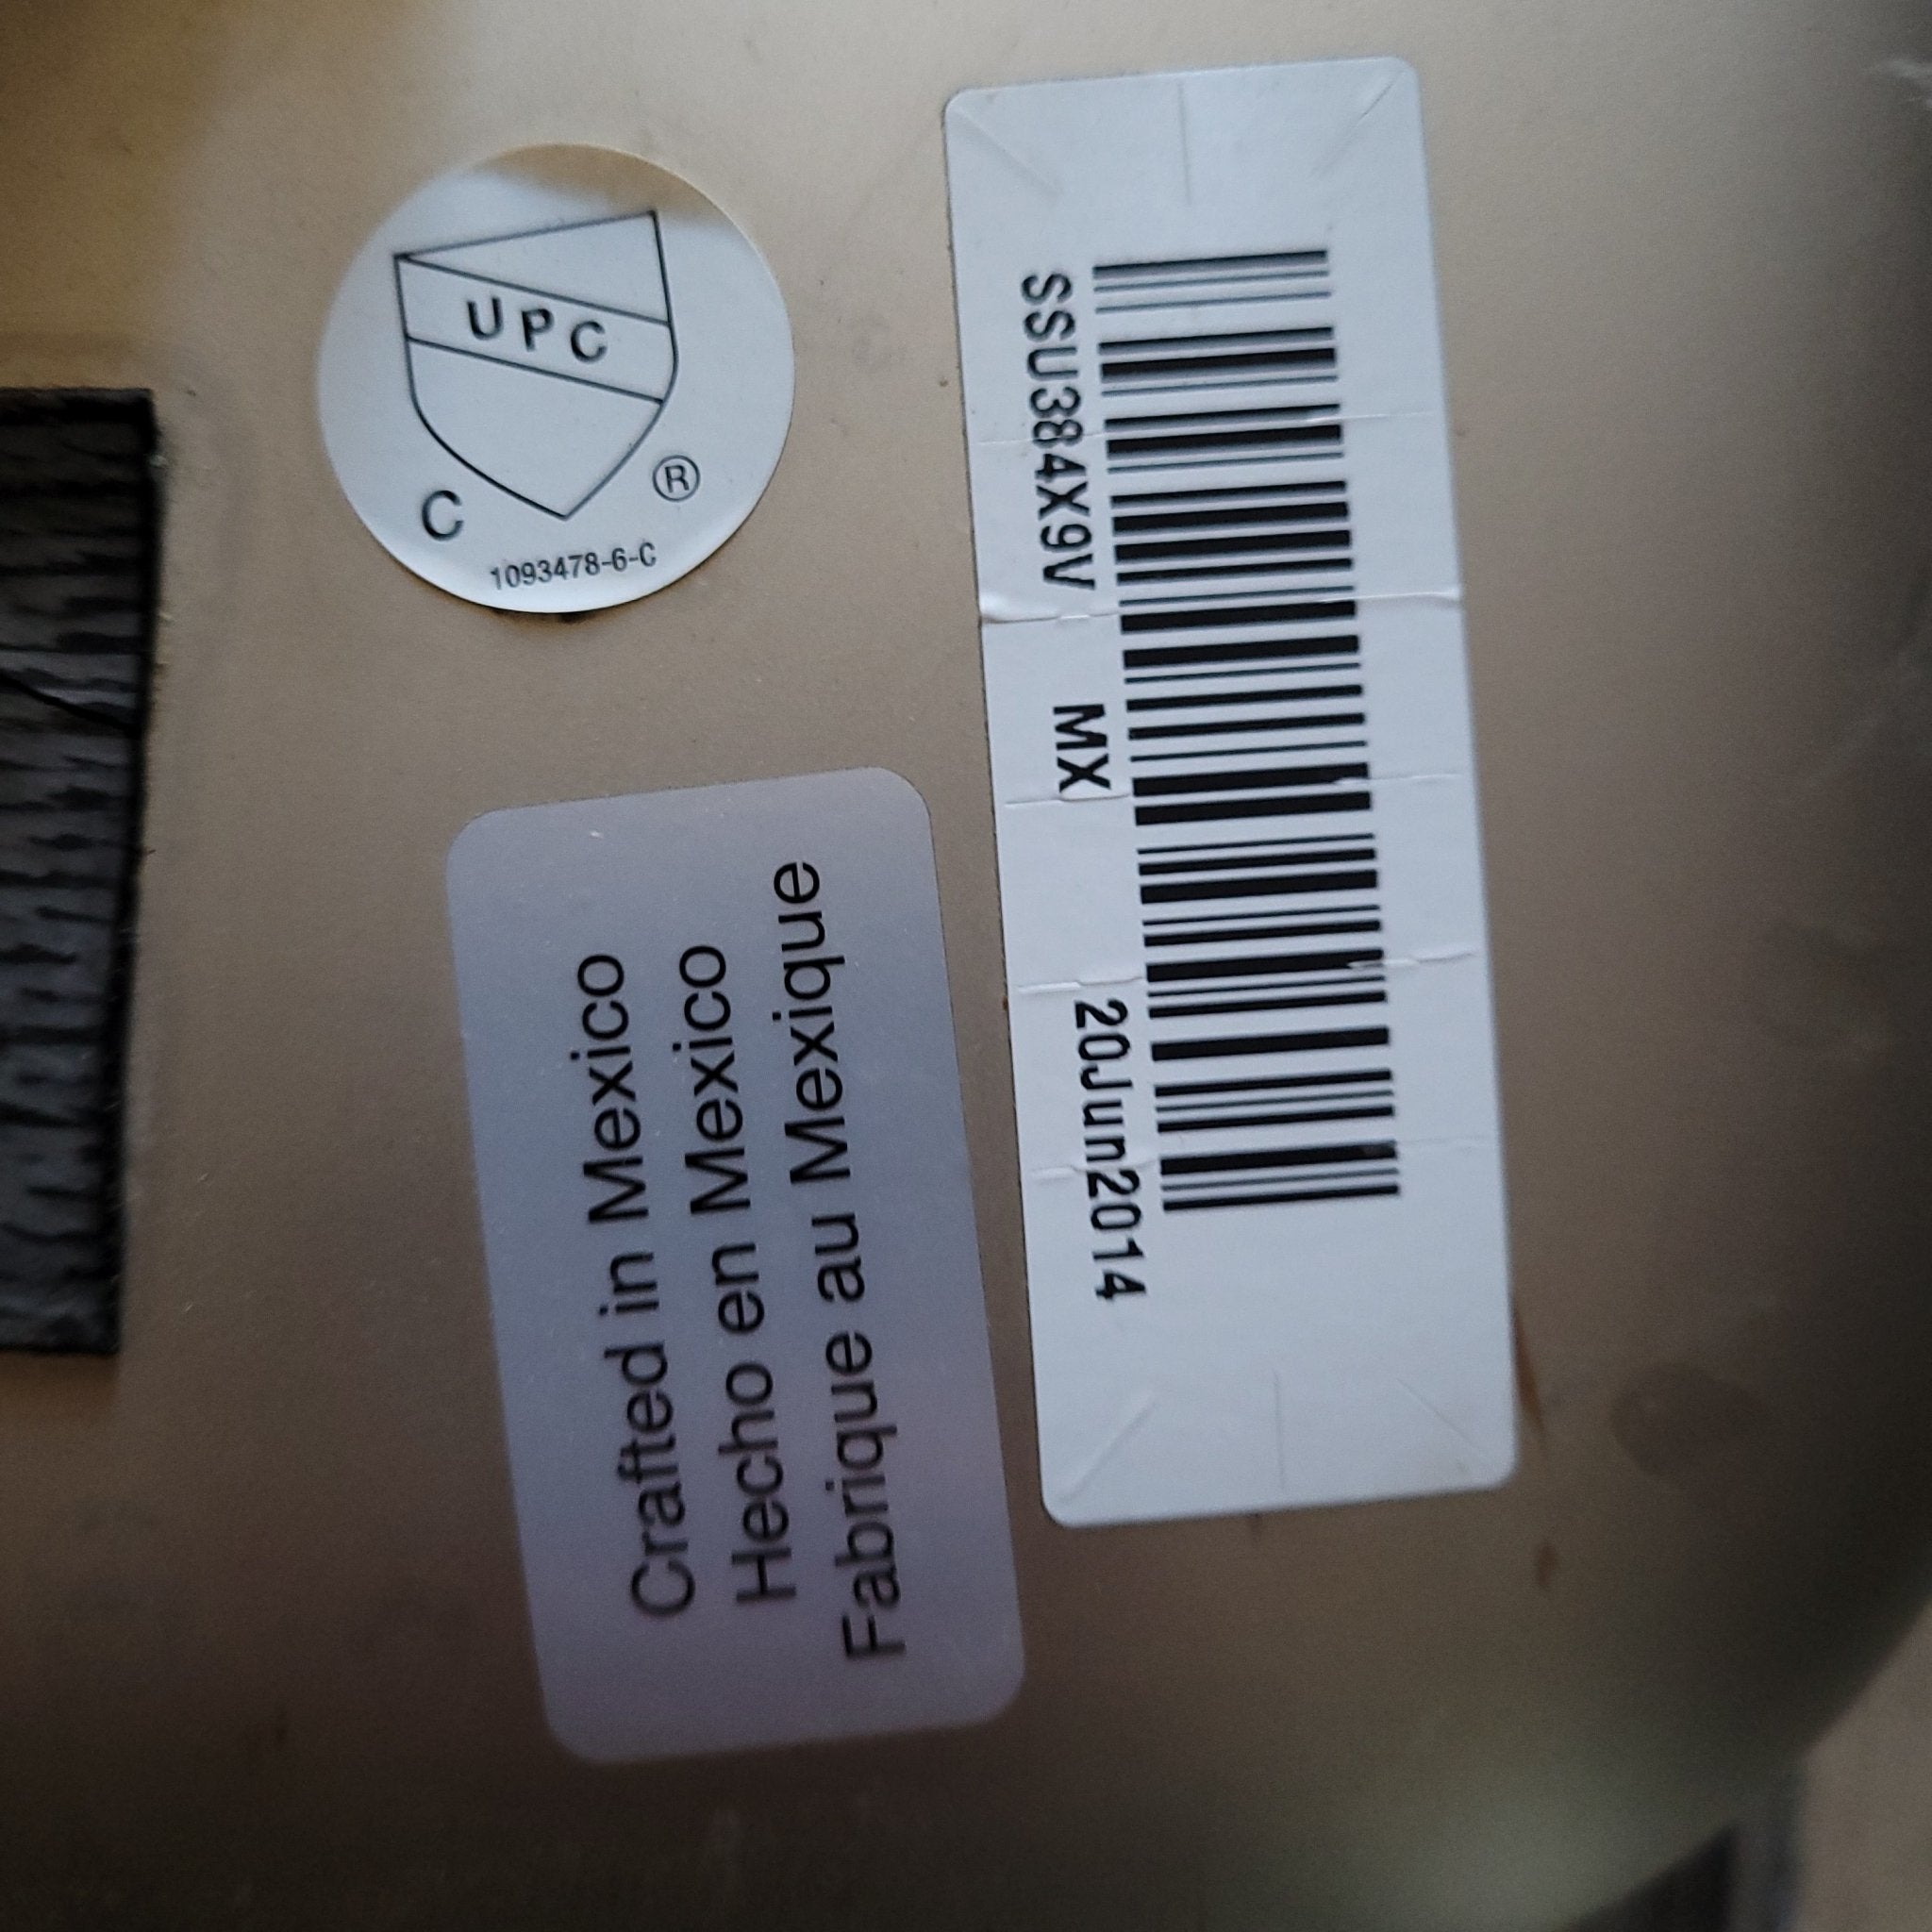 UPC
C ®
1093478-6-C
SSU384X9V MX 20Jun2014
Crafted in Mexico
Hecho en Mexico
Fabrique au Mexique